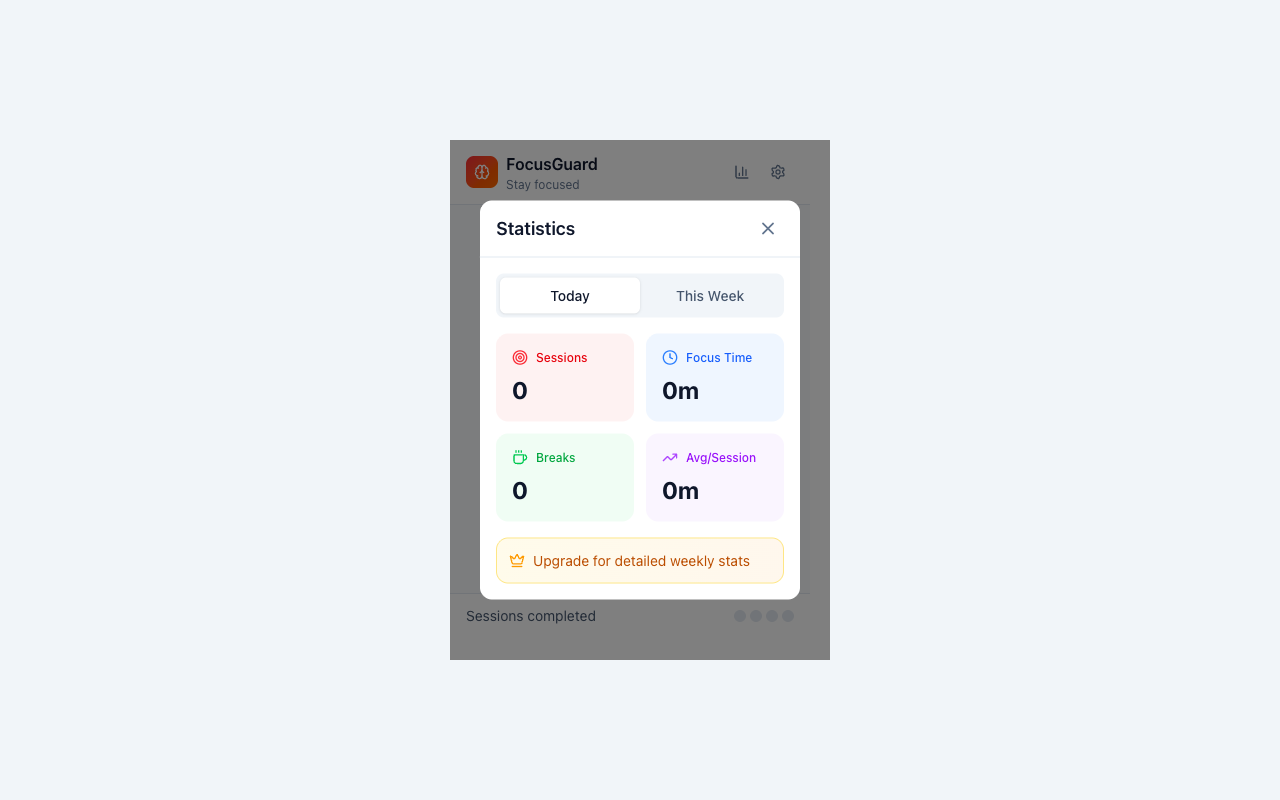 FocusGuard
Stay focused
Statistics
Today
This Week
Sessions
0
Focus Time
0m
Breaks
0
Avg/Session
0m
Upgrade for detailed weekly stats
Sessions completed